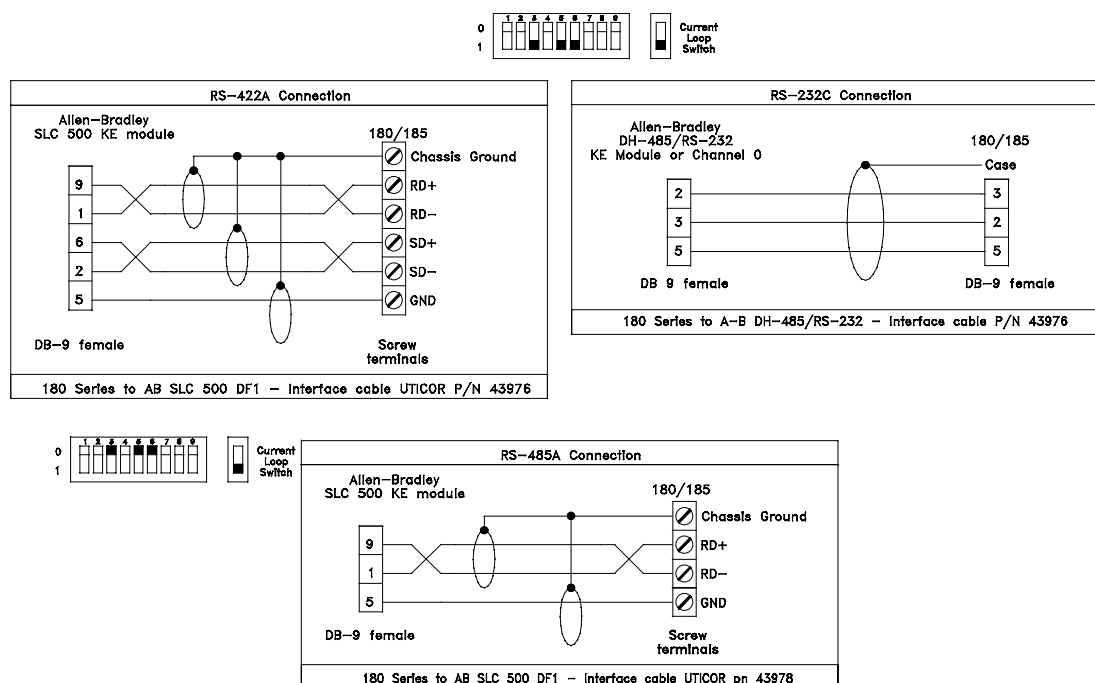 1 2 3 4 5 6 7 8 9
0
1
Current
Loop
Switch
RS-422A Connection
Allen-Bradley
SLC 500 KE module
180/185
Chassis Ground
9
RD+
1
RD-
6
SD+
2
SD-
5
GND
DB-9 female
Screw
terminals
180 Series to AB SLC 500 DF1 - Interface cable UTICOR P/N 43976
RS-232C Connection
Allen-Bradley
DH-485/RS-232
KE Module or Channel 0
180/185
Case
2
3
3
2
5
5
DB 9 female
DB-9 female
180 Series to A-B DH-485/RS-232 - Interface cable P/N 43976
1 2 3 4 5 6 7 8 9
0
1
Current
Loop
Switch
RS-485A Connection
Allen-Bradley
SLC 500 KE module
180/185
Chassis Ground
9
RD+
1
RD-
5
GND
DB-9 female
Screw
terminals
180 Series to AB SLC 500 DF1 - Interface cable UTICOR pn 43978